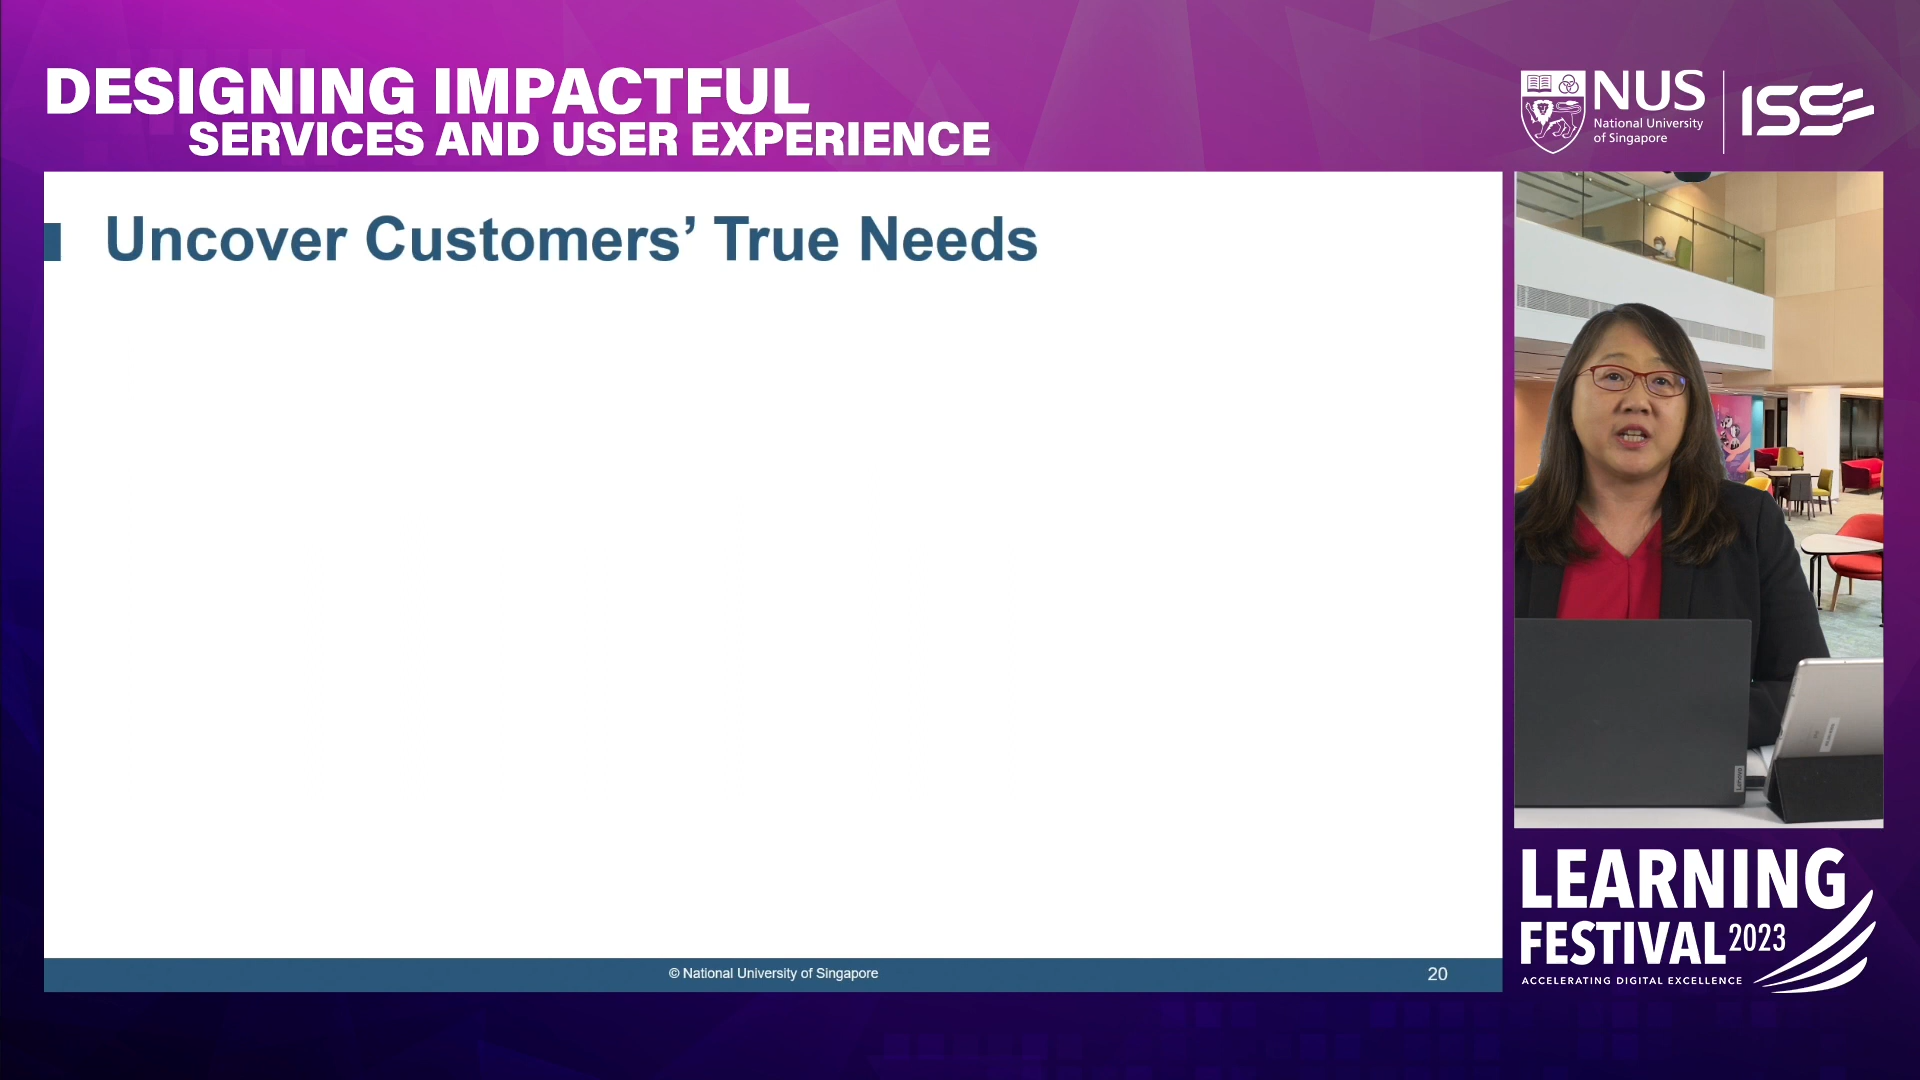 DESIGNING IMPACTFUL
SERVICES AND USER EXPERIENCE
NUS
National University
of Singapore
ISS
Uncover Customers’ True Needs
Lenovo
© National University of Singapore
20
LEARNING
FESTIVAL 2023
ACCELERATING DIGITAL EXCELLENCE